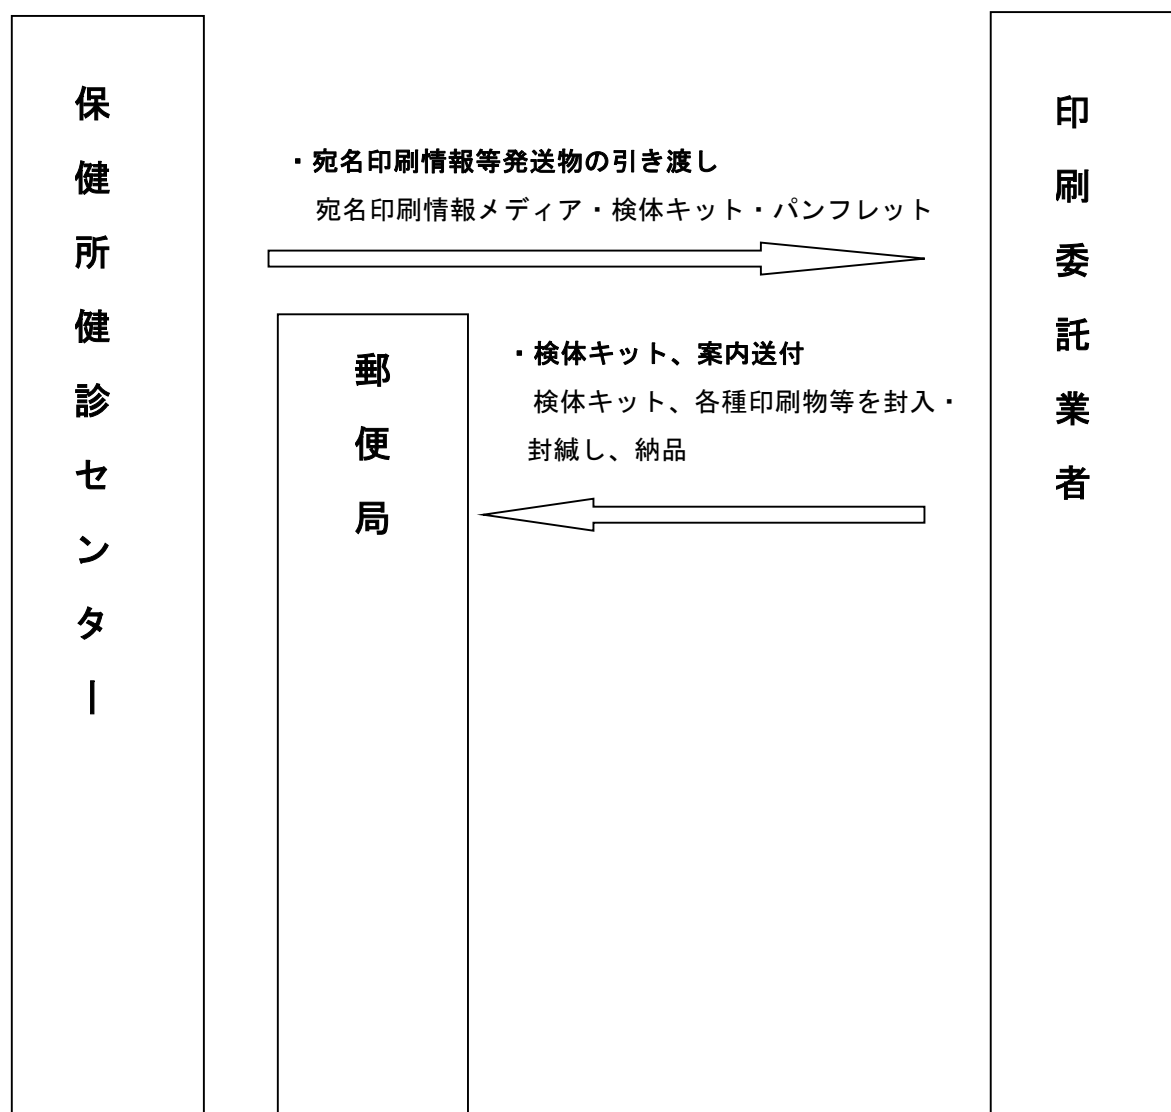 保健所健診センター
・宛名印刷情報等発送物の引き渡し
宛名印刷情報メディア・検体キット・パンフレット
郵便局
・検体キット、案内送付
検体キット、各種印刷物等を封入・
封緘し、納品
印刷委託業者